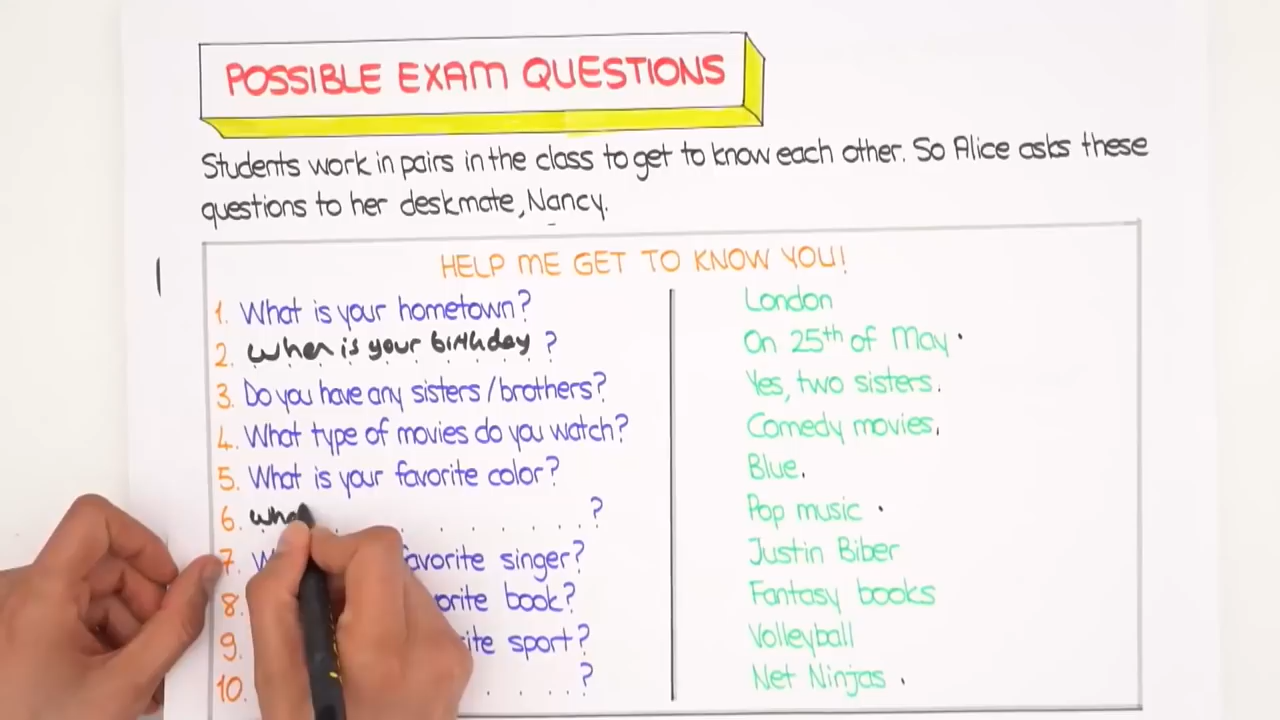 POSSIBLE EXAM QUESTIONS
Students work in pairs in the class to get to know each other. So Alice asks these
questions to her deskmate, Nancy.
HELP ME GET TO KNOW YOU!
1. What is your hometown? London
2. When is your birthday ? On 25th of May .
3. Do you have any sisters / brothers? Yes, two sisters.
4. What type of movies do you watch? Comedy movies.
5. What is your favorite color? Blue.
6. ? Pop music .
7. singer? Justin Biber
8. book? Fantasy books
9. sport? Volleyball
10. ? Net Ninjas .